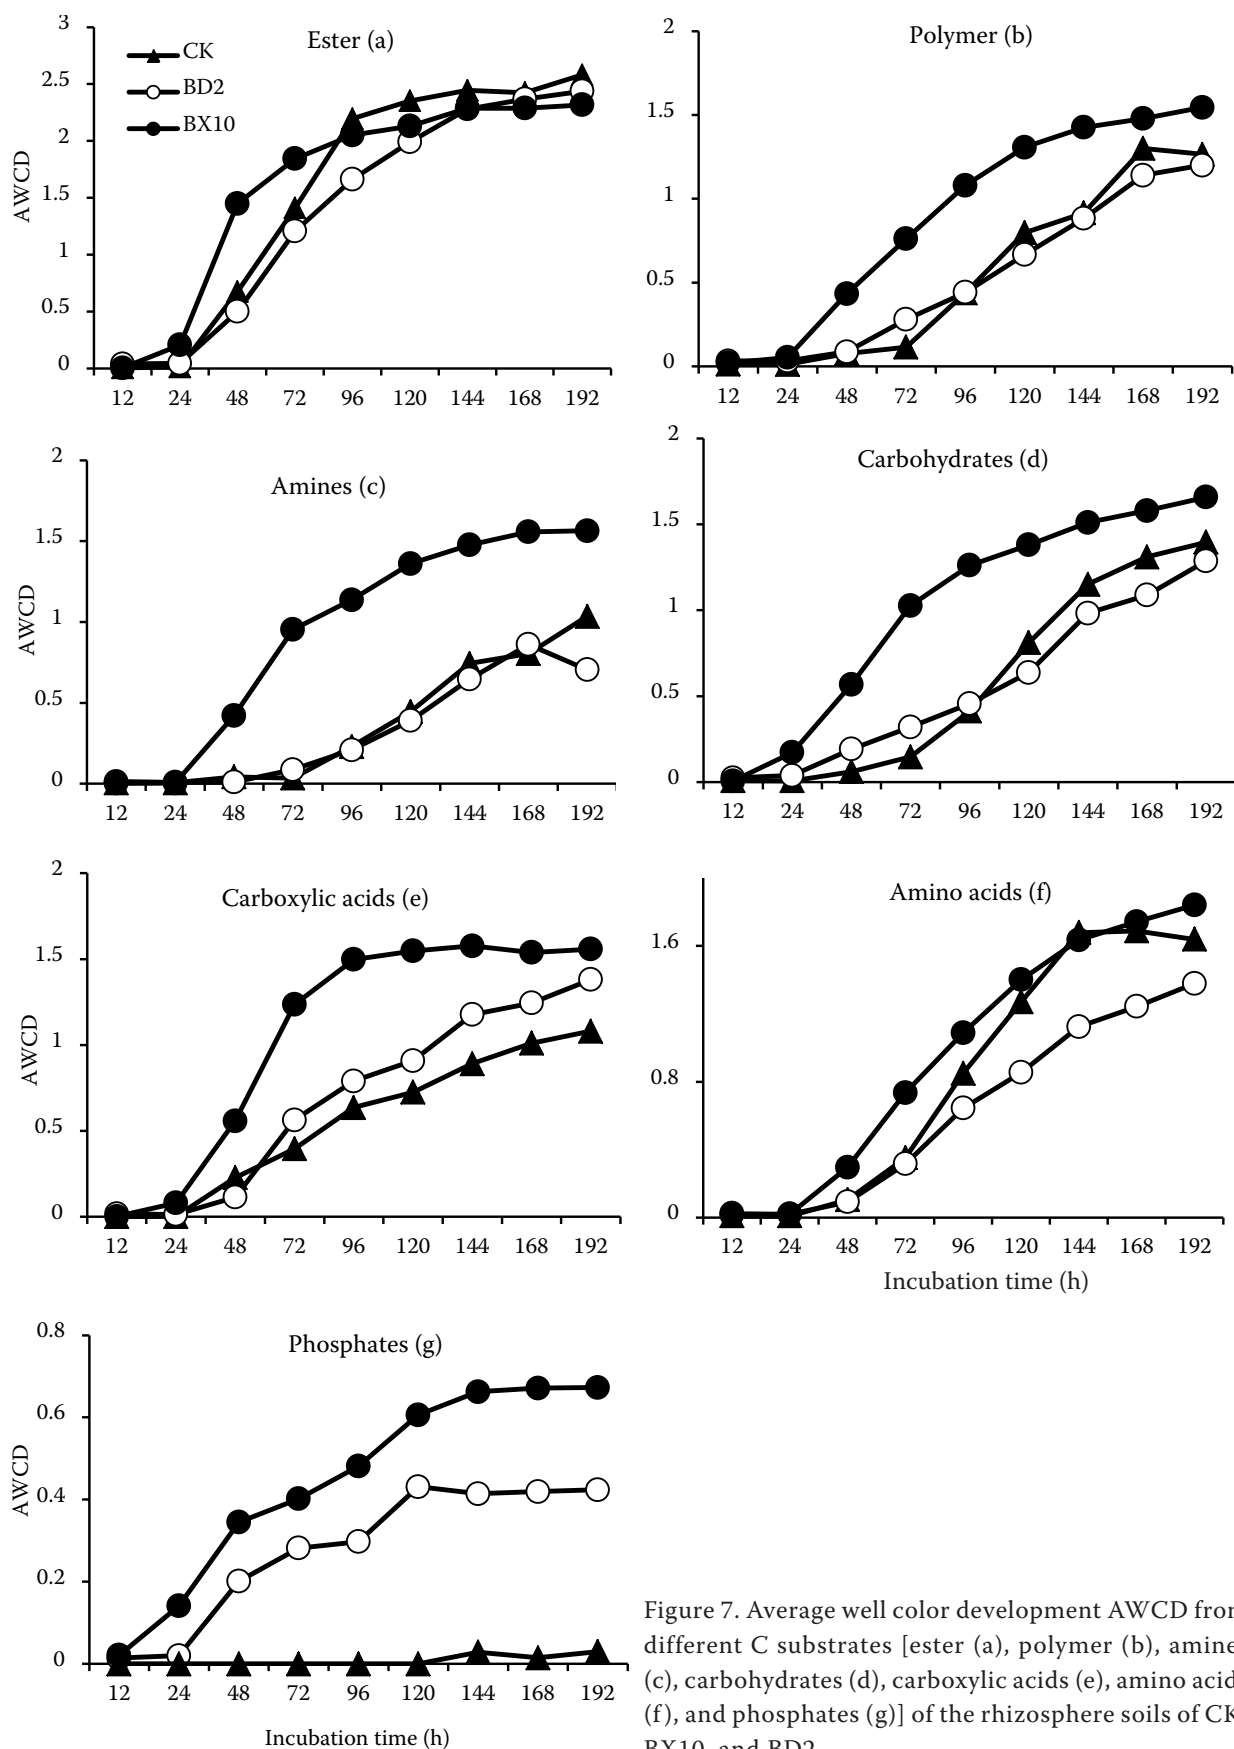 Ester (a)
CK
BD2
BX10
AWCD
3
2.5
2
1.5
1
0.5
0
12 24 48 72 96 120 144 168 192
Polymer (b)
2
1.5
1
0.5
0
12 24 48 72 96 120 144 168 192
Amines (c)
AWCD
2
1.5
1
0.5
0
12 24 48 72 96 120 144 168 192
Carbohydrates (d)
2
1.5
1
0.5
0
12 24 48 72 96 120 144 168 192
Carboxylic acids (e)
AWCD
2
1.5
1
0.5
0
12 24 48 72 96 120 144 168 192
Amino acids (f)
1.6
0.8
0
12 24 48 72 96 120 144 168 192
Incubation time (h)
Phosphates (g)
AWCD
0.8
0.6
0.4
0.2
0
12 24 48 72 96 120 144 168 192
Incubation time (h)
Figure 7. Average well color development AWCD from
different C substrates [ester (a), polymer (b), amine
(c), carbohydrates (d), carboxylic acids (e), amino acid
(f), and phosphates (g)] of the rhizosphere soils of CK
BX10, and BD2